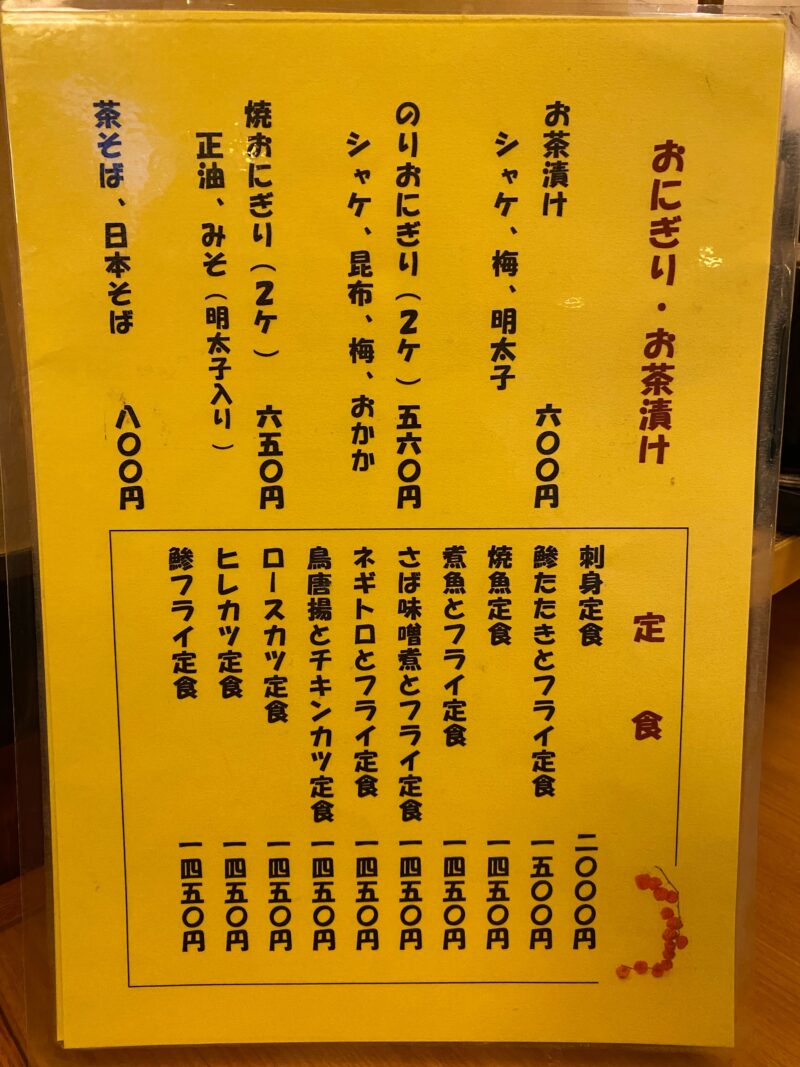 おにぎり・お茶漬け
お茶漬け 六〇〇円
シャケ、梅、明太子
のりおにぎり(2ケ) 五六〇円
シャケ、昆布、梅、おかか
焼おにぎり(2ケ) 六五〇円
正油、みそ(明太子入り)
茶そば、日本そば 八〇〇円
定食
刺身定食 二〇〇〇円
鯵たたきとフライ定食 一五〇〇円
焼魚定食 一四五〇円
煮魚とフライ定食 一四五〇円
さば味噌煮とフライ定食 一四五〇円
ネギトロとフライ定食 一四五〇円
鳥唐揚とチキンカツ定食 一四五〇円
ロースカツ定食 一四五〇円
ヒレカツ定食 一四五〇円
鯵フライ定食 一四五〇円